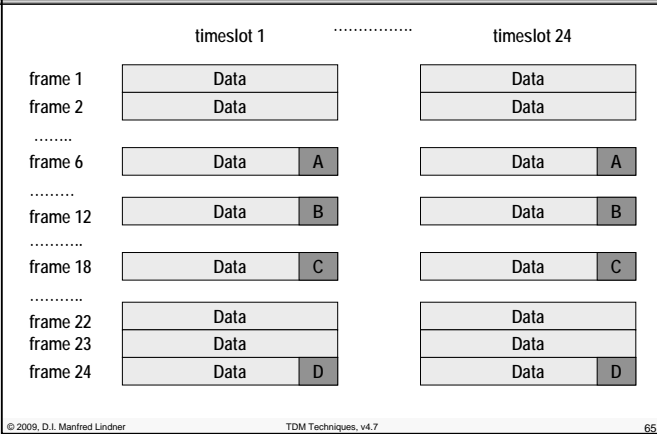 timeslot 1 ................ timeslot 24
frame 1 Data Data
frame 2 Data Data
........
frame 6 Data A Data A
.........
frame 12 Data B Data B
...........
frame 18 Data C Data C
...........
frame 22 Data Data
frame 23 Data Data
frame 24 Data D Data D
© 2009, D.I. Manfred Lindner TDM Techniques, v4.7 65